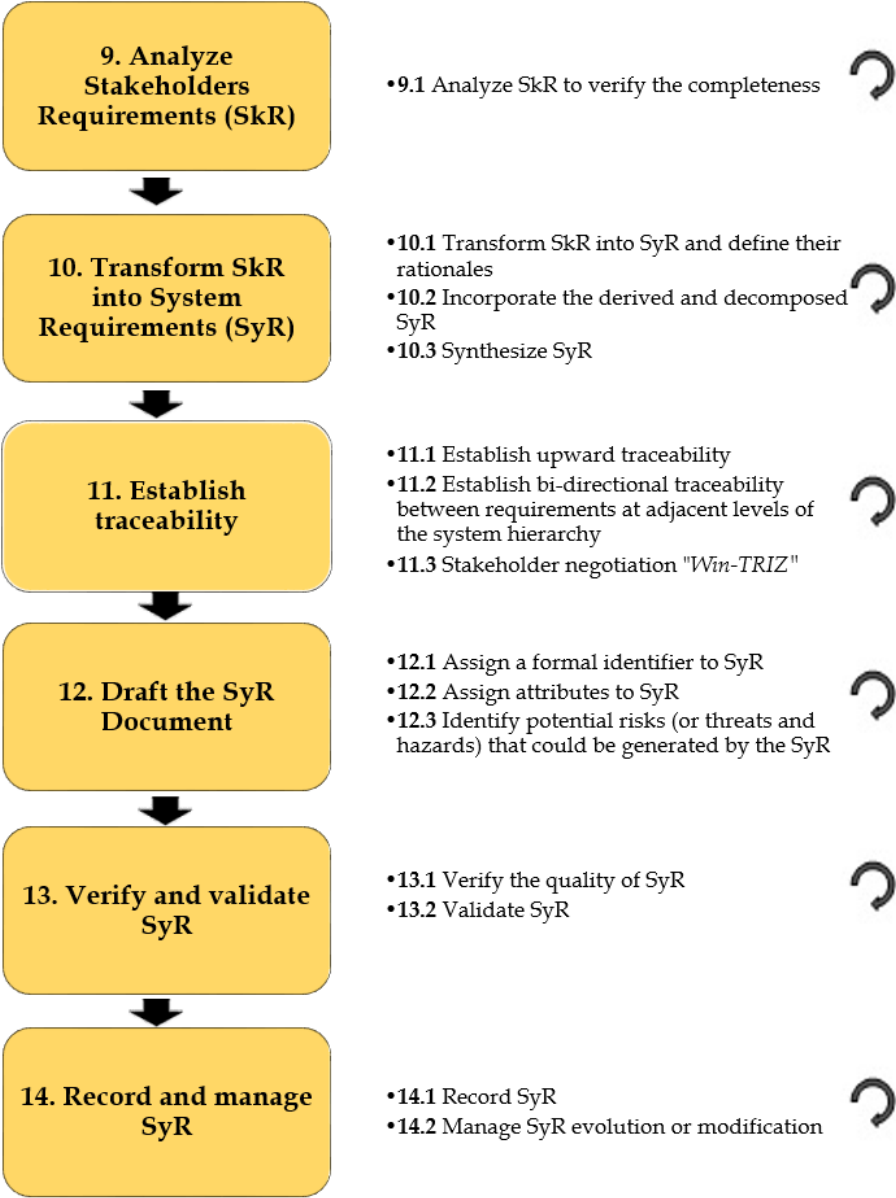 9. Analyze
Stakeholders
Requirements (SkR)
•9.1 Analyze SkR to verify the completeness
10. Transform SkR
into System
Requirements (SyR)
•10.1 Transform SkR into SyR and define their
rationales
•10.2 Incorporate the derived and decomposed
SyR
•10.3 Synthesize SyR
11. Establish
traceability
•11.1 Establish upward traceability
•11.2 Establish bi-directional traceability
between requirements at adjacent levels of
the system hierarchy
•11.3 Stakeholder negotiation "Win-TRIZ"
12. Draft the SyR
Document
•12.1 Assign a formal identifier to SyR
•12.2 Assign attributes to SyR
•12.3 Identify potential risks (or threats and
hazards) that could be generated by the SyR
13. Verify and validate
SyR
•13.1 Verify the quality of SyR
•13.2 Validate SyR
14. Record and manage
SyR
•14.1 Record SyR
•14.2 Manage SyR evolution or modification